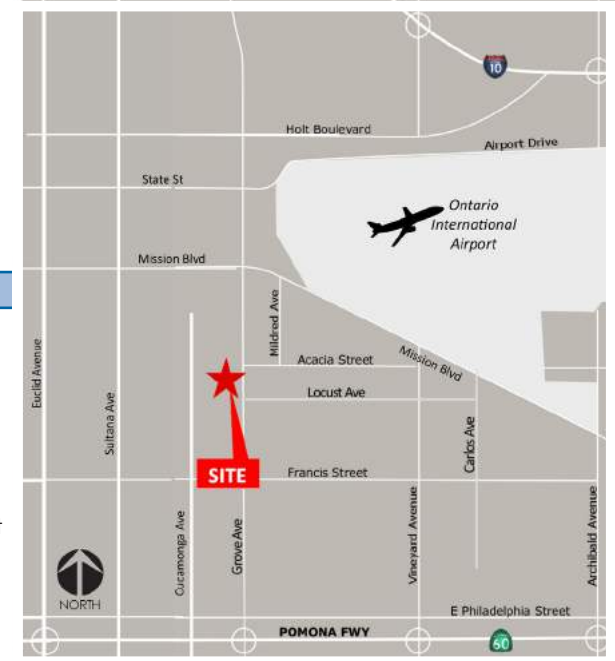 10
Holt Boulevard
Airport Drive
State St
Ontario
International
Airport
Mission Blvd
Mildred Ave
Euclid Avenue
Sultana Ave
Acacia Street
Mission Blvd
Locust Ave
Carlos Ave
SITE
Francis Street
Cucamonga Ave
Grove Ave
Vineyard Avenue
Archibald Avenue
NORTH
E Philadelphia Street
POMONA FWY
60